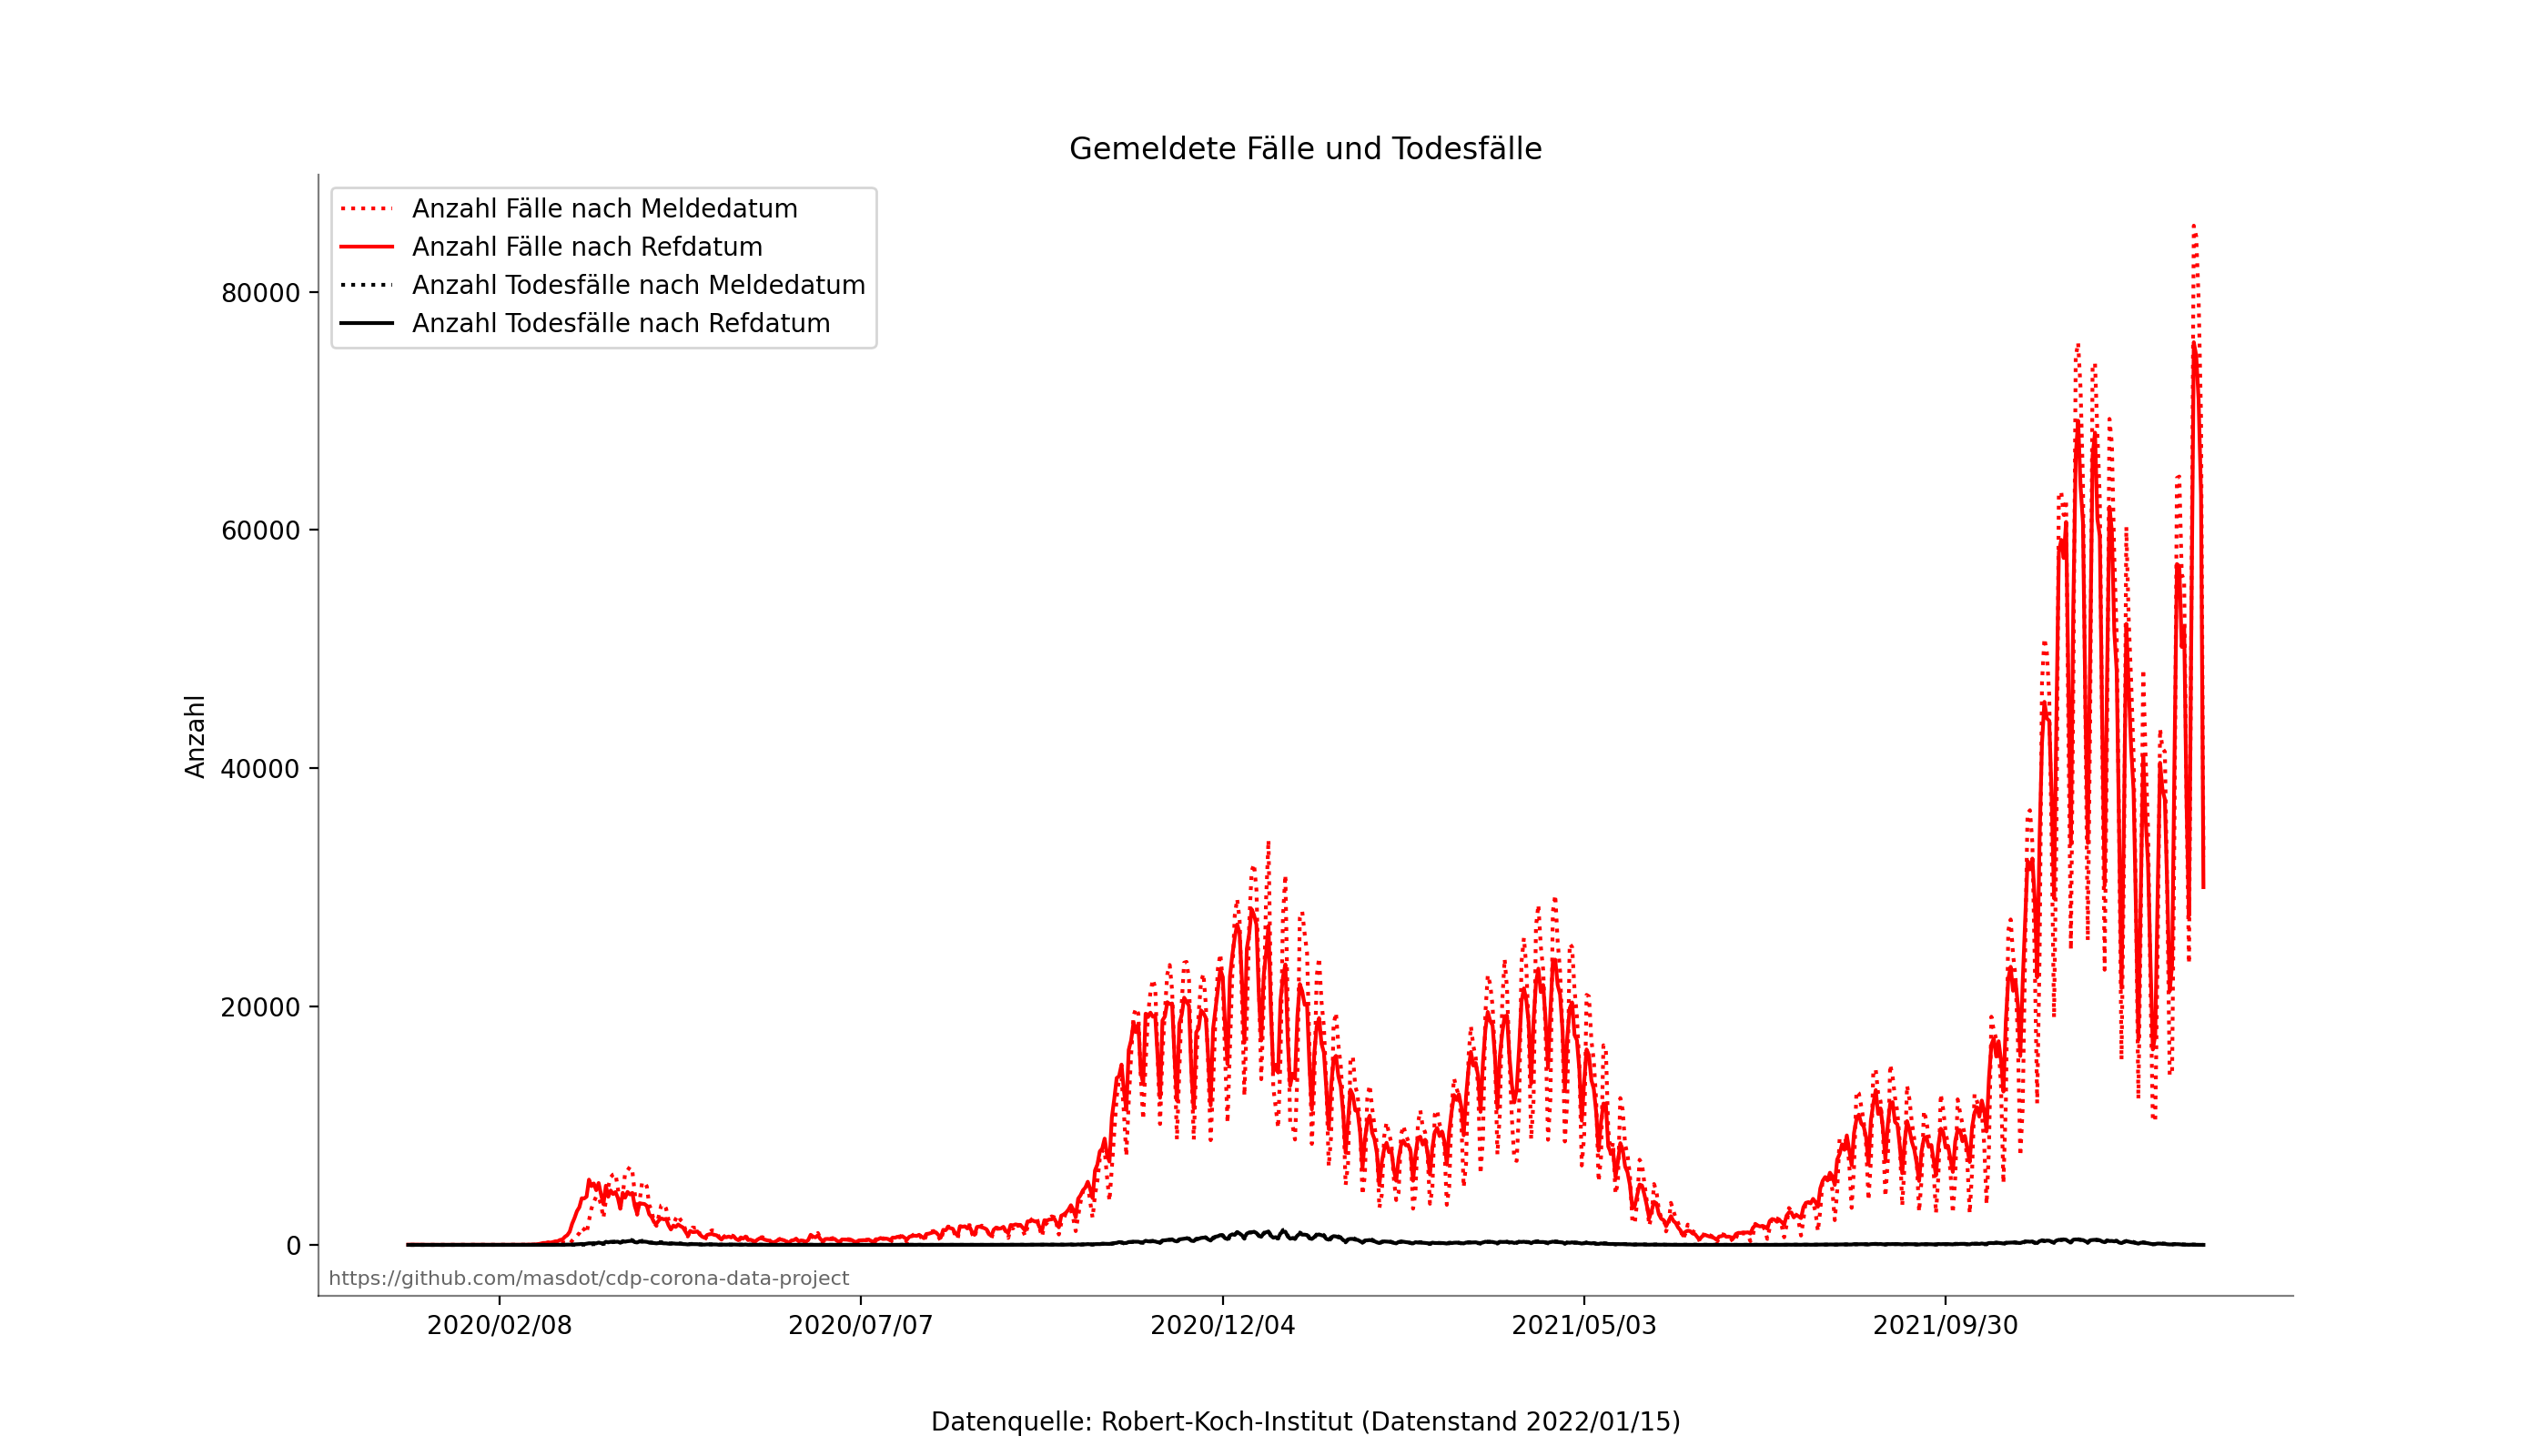 Gemeldete Fälle und Todesfälle
Anzahl Fälle nach Meldedatum
Anzahl Fälle nach Refdatum
Anzahl Todesfälle nach Meldedatum
Anzahl Todesfälle nach Refdatum
80000
60000
40000
20000
0
Anzahl
https://github.com/masdot/cdp-corona-data-project
2020/02/08 2020/07/07 2020/12/04 2021/05/03 2021/09/30
Datenquelle: Robert-Koch-Institut (Datenstand 2022/01/15)